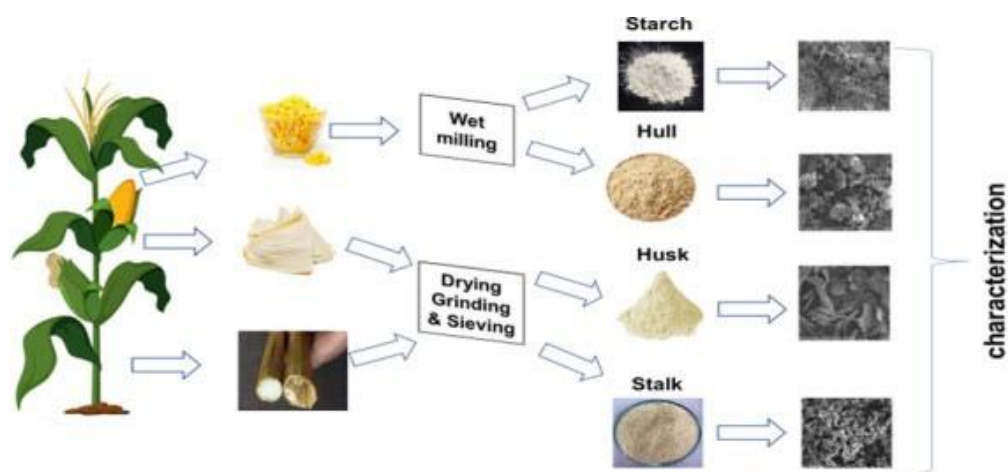 Starch
Wet
milling
Hull
Husk
Drying
Grinding
& Sieving
Stalk
characterization